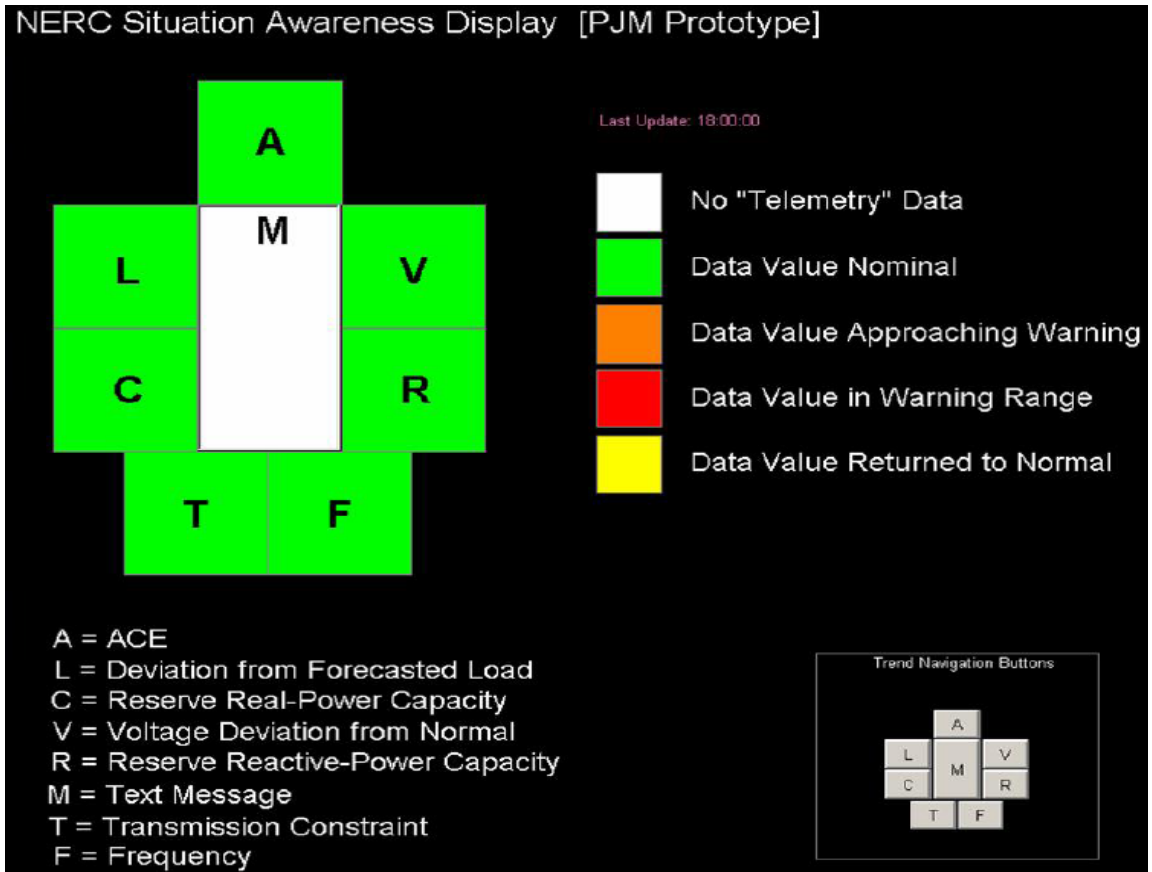 NERC Situation Awareness Display [PJM Prototype]
Last Update: 18:00:00
A
M
L
V
C
R
T
F
No "Telemetry" Data
Data Value Nominal
Data Value Approaching Warning
Data Value in Warning Range
Data Value Returned to Normal
A = ACE
L = Deviation from Forecasted Load
C = Reserve Real-Power Capacity
V = Voltage Deviation from Normal
R = Reserve Reactive-Power Capacity
M = Text Message
T = Transmission Constraint
F = Frequency
Trend Navigation Buttons
A
L
M
V
C
R
T
F